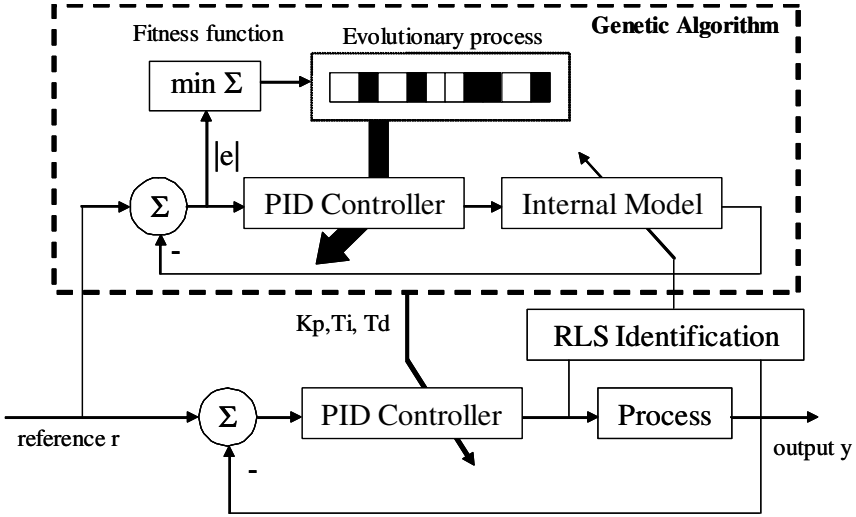 Genetic Algorithm
Fitness function
Evolutionary process
min Σ
|e|
Σ
PID Controller
Internal Model
-
Kp,Ti, Td
RLS Identification
Σ
PID Controller
Process
reference r
output y
-